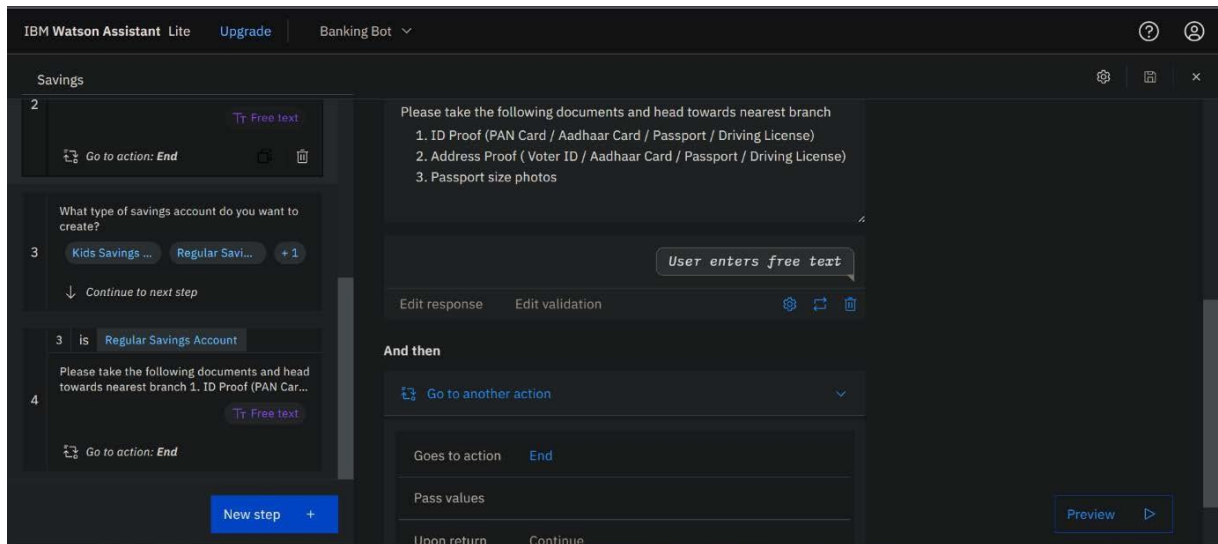 IBM Watson Assistant Lite Upgrade Banking Bot
Savings
2
Free text
Go to action: End
What type of savings account do you want to
create?
3
Kids Savings ... Regular Savi... + 1
Continue to next step
3 is Regular Savings Account
Please take the following documents and head
towards nearest branch 1. ID Proof (PAN Car...
4
Free text
Go to action: End
New step +
Please take the following documents and head towards nearest branch
1. ID Proof (PAN Card / Aadhaar Card / Passport / Driving License)
2. Address Proof ( Voter ID / Aadhaar Card / Passport / Driving License)
3. Passport size photos
User enters free text
Edit response Edit validation
And then
Go to another action
Goes to action End
Pass values
Upon return Continue
Preview